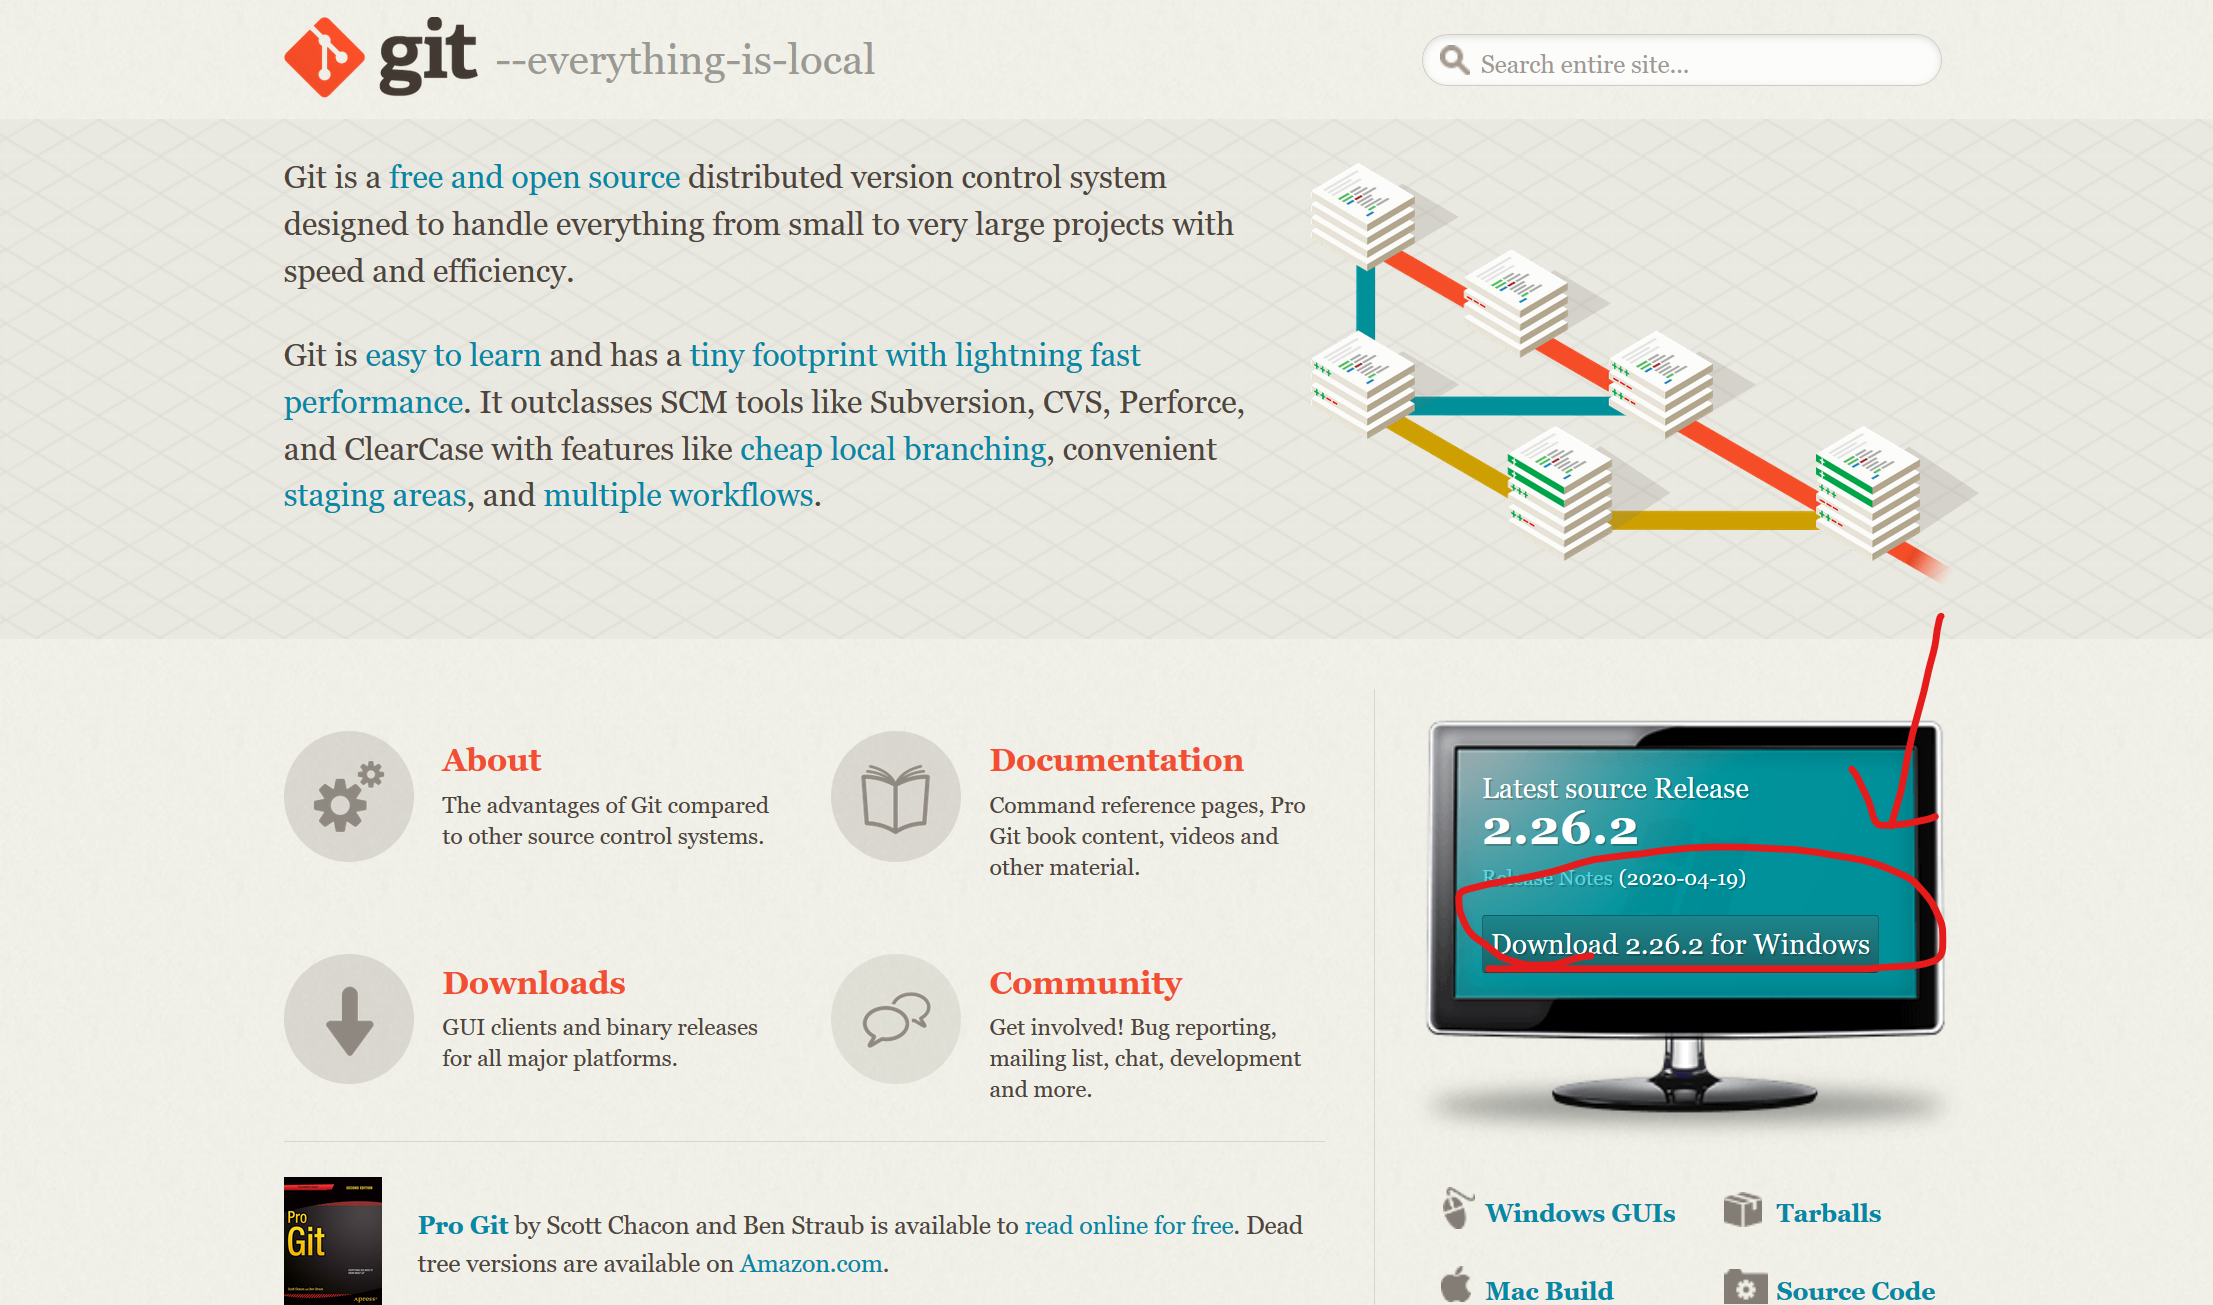 git --everything-is-local
Search entire site...
Git is a free and open source distributed version control system
designed to handle everything from small to very large projects with
speed and efficiency.
Git is easy to learn and has a tiny footprint with lightning fast
performance. It outclasses SCM tools like Subversion, CVS, Perforce,
and ClearCase with features like cheap local branching, convenient
staging areas, and multiple workflows.
About
The advantages of Git compared
to other source control systems.
Documentation
Command reference pages, Pro
Git book content, videos and
other material.
Downloads
GUI clients and binary releases
for all major platforms.
Community
Get involved! Bug reporting,
mailing list, chat, development
and more.
Latest source Release
2.26.2
Release Notes (2020-04-19)
Download 2.26.2 for Windows
Pro
Git
Apress
Pro Git by Scott Chacon and Ben Straub is available to read online for free. Dead
tree versions are available on Amazon.com.
Windows GUIs
Tarballs
Mac Build
Source Code